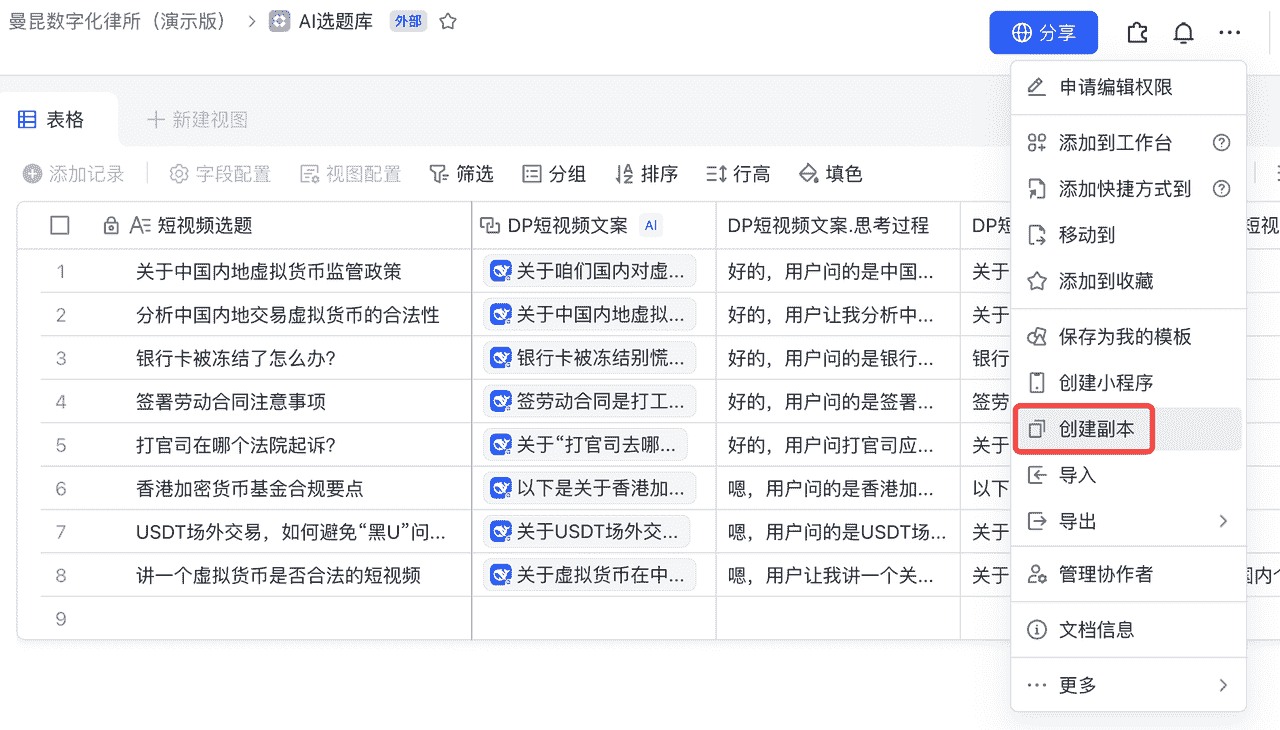 曼昆数字化律所（演示版） > AI选题库 外部
分享
表格 新建视图
添加记录 字段配置 视图配置 筛选 分组 排序 行高 填色
短视频选题 DP短视频文案 AI DP短视频文案.思考过程 DP短 短视
1 关于中国内地虚拟货币监管政策 关于咱们国内对虚... 好的，用户问的是中国... 关于
2 分析中国内地交易虚拟货币的合法性 关于中国内地虚拟... 好的，用户让我分析中... 关于
3 银行卡被冻结了怎么办? 银行卡被冻结别慌... 好的，用户问的是银行... 银行
4 签署劳动合同注意事项 签劳动合同是打工... 好的，用户问的是签署... 签劳
5 打官司在哪个法院起诉? 关于“打官司去哪... 好的，用户问打官司应... 关于
6 香港加密货币基金合规要点 以下是关于香港加... 嗯，用户问的是香港加... 以下
7 USDT场外交易，如何避免“黑U”问... 关于USDT场外交... 嗯，用户问的是USDT场... 关于
8 讲一个虚拟货币是否合法的短视频 关于虚拟货币在中... 嗯，用户让我讲一个关... 关于 国内个
9
申请编辑权限
添加到工作台
添加快捷方式到
移动到
添加到收藏
保存为我的模板
创建小程序
创建副本
导入
导出
管理协作者
文档信息
更多